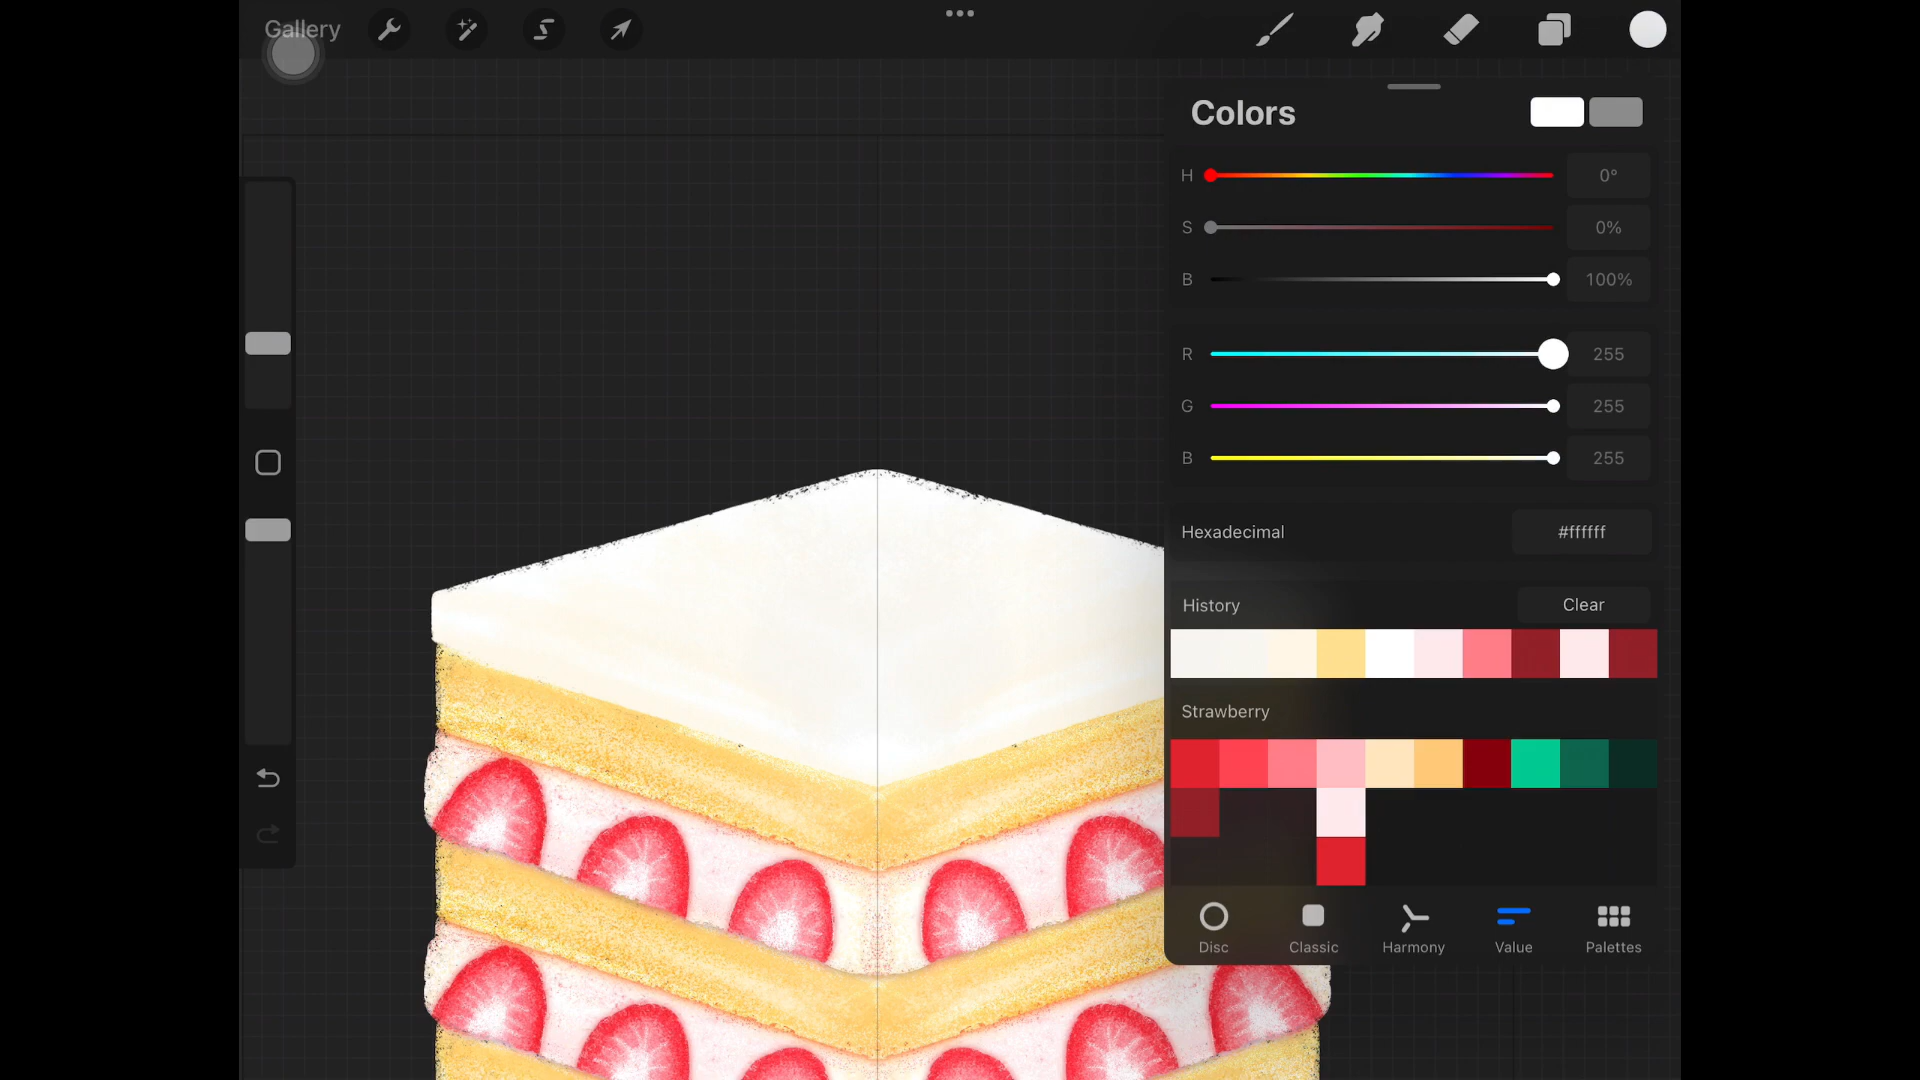 Gallery
Colors
H 0°
S 0%
B 100%
R 255
G 255
B 255
Hexadecimal #ffffff
History Clear
Strawberry
Disc Classic Harmony Value Palettes